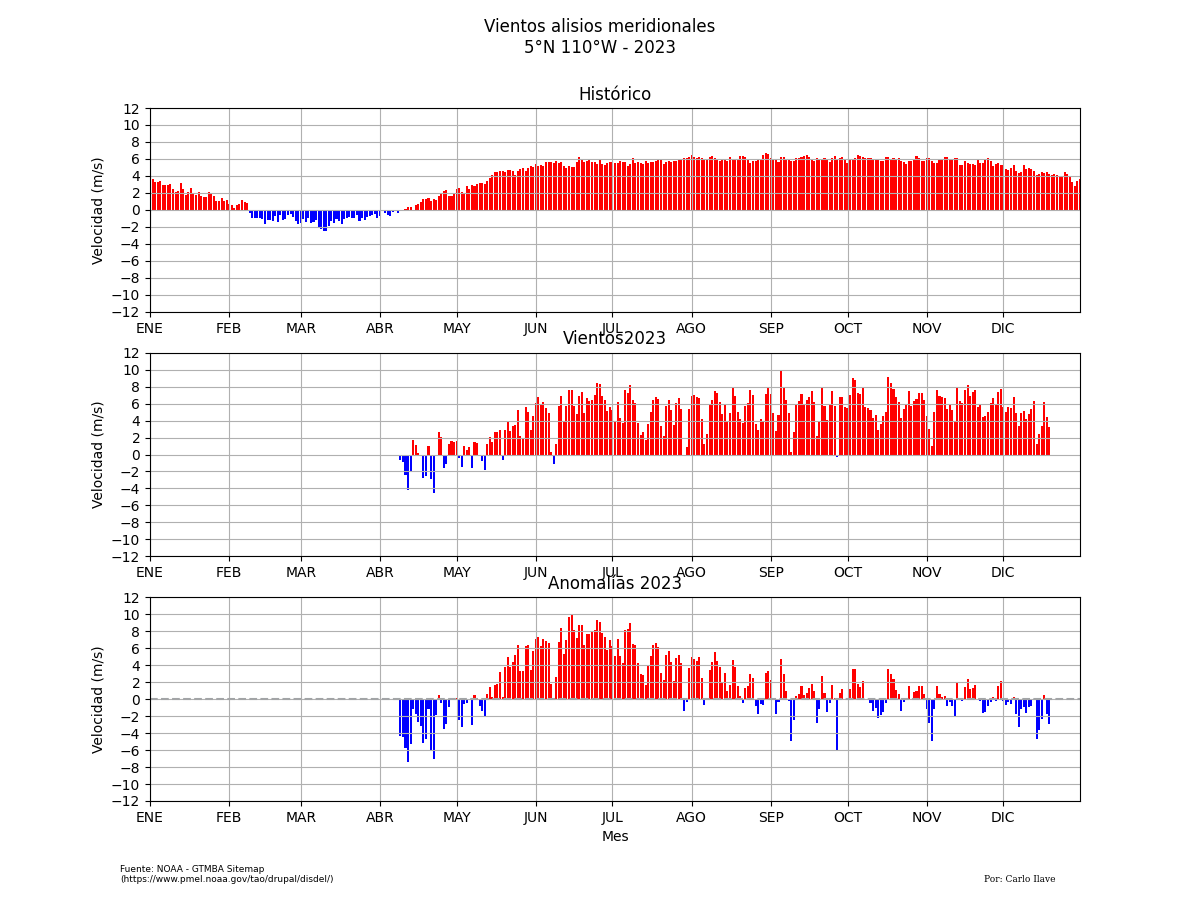 Vientos alisios meridionales
5°N 110°W - 2023
Histórico
12
10
8
6
4
2
0
−2
−4
−6
−8
−10
−12
Velocidad (m/s)
ENE FEB MAR ABR MAY JUN JUL AGO SEP OCT NOV DIC
Vientos2023
12
10
8
6
4
2
0
−2
−4
−6
−8
−10
−12
Velocidad (m/s)
ENE FEB MAR ABR MAY JUN JUL AGO SEP OCT NOV DIC
Anomalías 2023
12
10
8
6
4
2
0
−2
−4
−6
−8
−10
−12
Velocidad (m/s)
ENE FEB MAR ABR MAY JUN JUL AGO SEP OCT NOV DIC
Mes
Fuente: NOAA - GTMBA Sitemap
(https://www.pmel.noaa.gov/tao/drupal/disdel/)
Por: Carlo Ilave